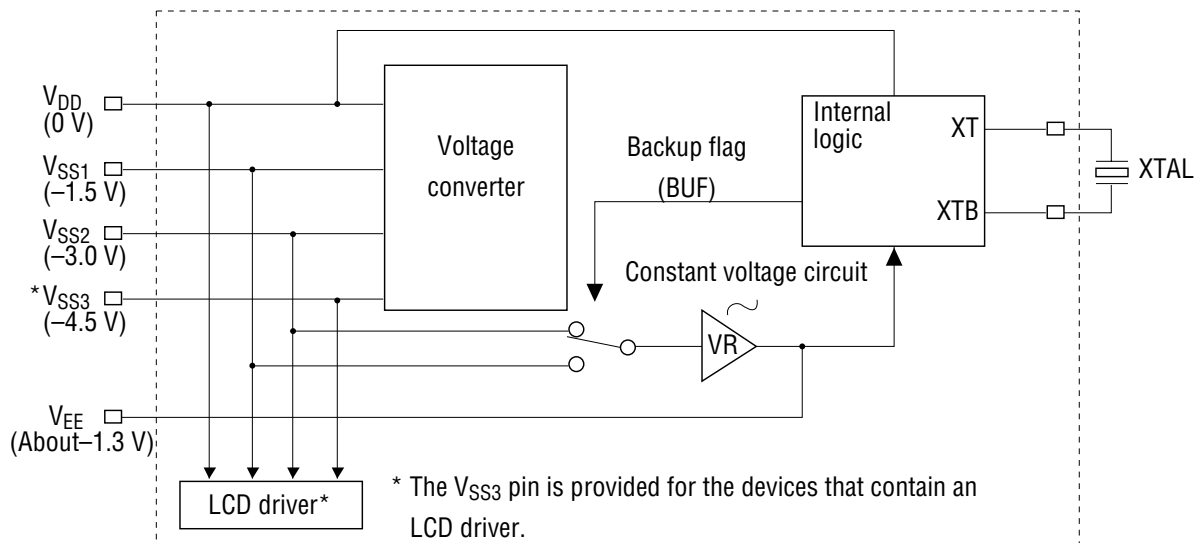 VDD
(0 V)
VSS1
(–1.5 V)
VSS2
(–3.0 V)
*VSS3
(–4.5 V)
VEE
(About–1.3 V)
Voltage
converter
Backup flag
(BUF)
Internal
logic
XT
XTB
XTAL
Constant voltage circuit
VR
LCD driver*
* The VSS3 pin is provided for the devices that contain an
LCD driver.